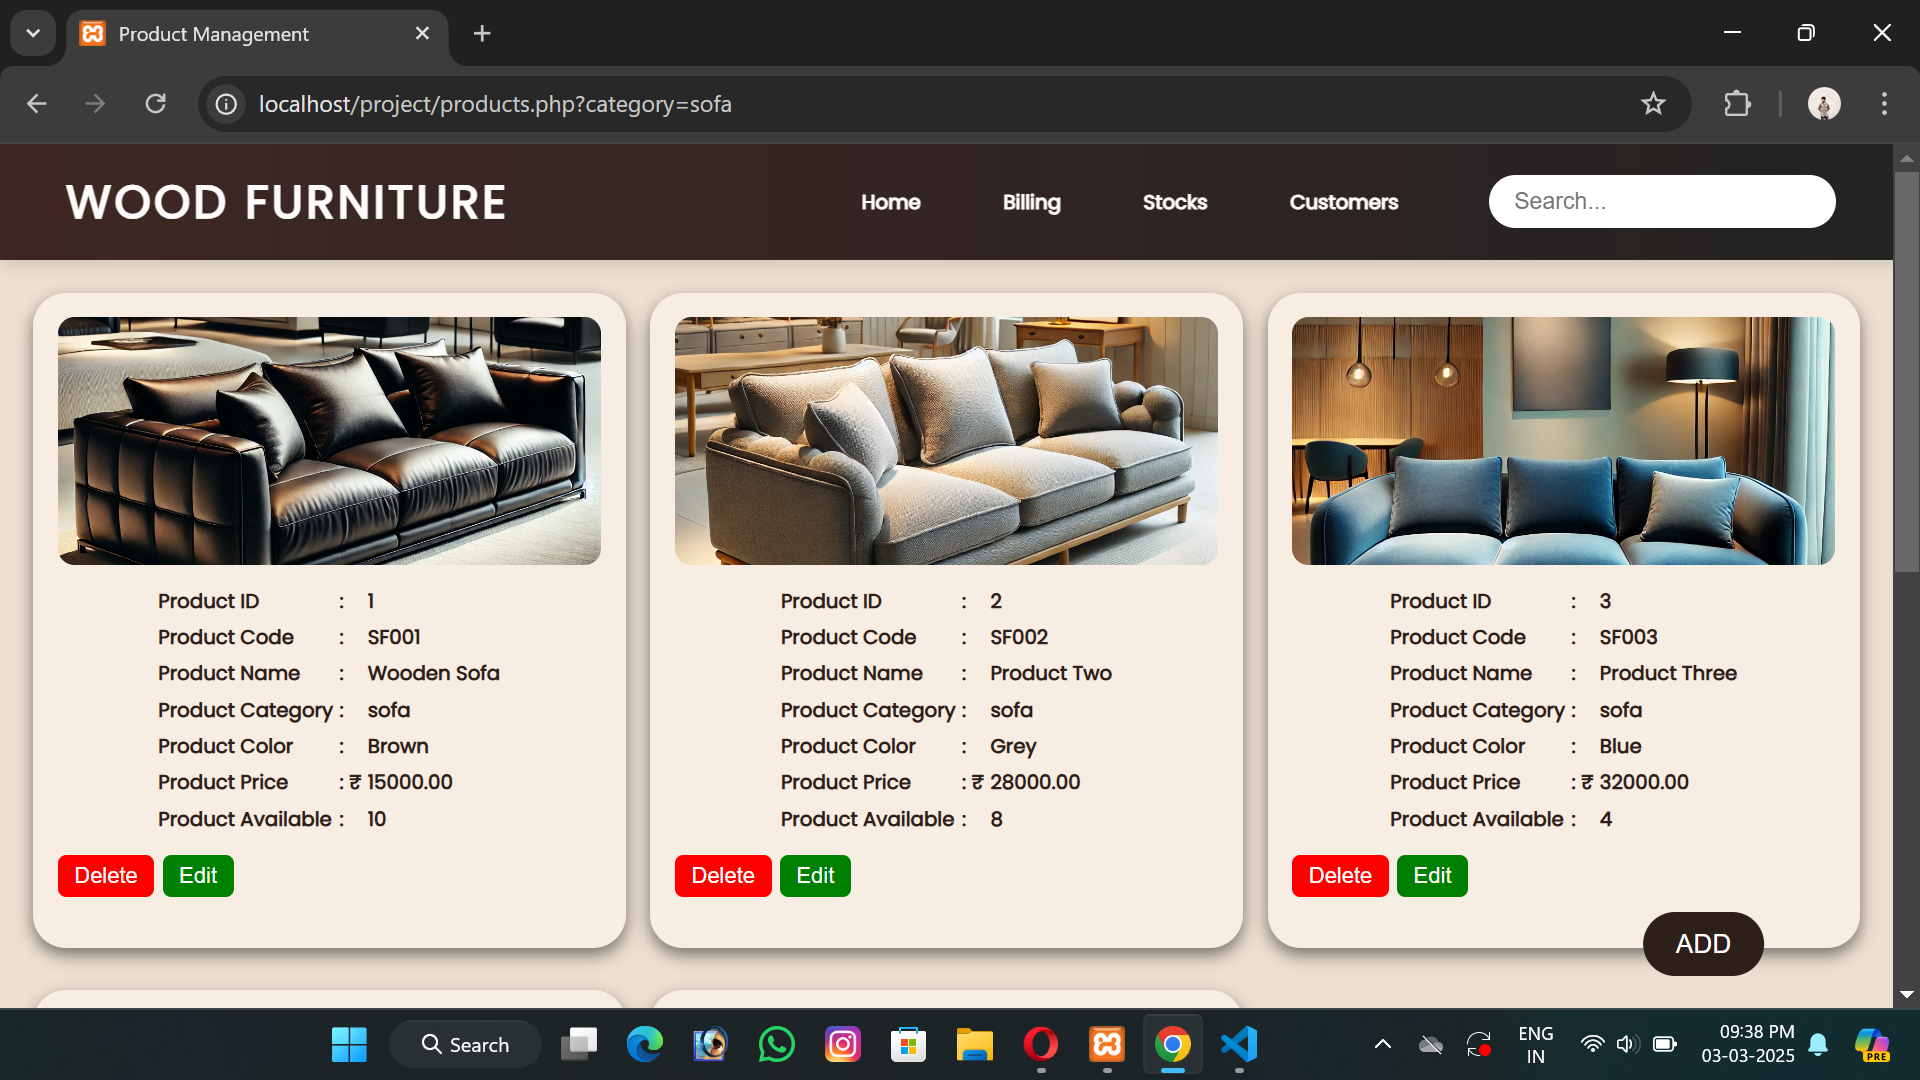 Product Management
localhost/project/products.php?category=sofa
WOOD FURNITURE
Home
Billing
Stocks
Customers
Search...
Product ID : 1
Product Code : SF001
Product Name : Wooden Sofa
Product Category : sofa
Product Color : Brown
Product Price : ₹ 15000.00
Product Available : 10
Delete
Edit
Product ID : 2
Product Code : SF002
Product Name : Product Two
Product Category : sofa
Product Color : Grey
Product Price : ₹ 28000.00
Product Available : 8
Delete
Edit
Product ID : 3
Product Code : SF003
Product Name : Product Three
Product Category : sofa
Product Color : Blue
Product Price : ₹ 32000.00
Product Available : 4
Delete
Edit
ADD
Search
ENG
IN
09:38 PM
03-03-2025
PRE